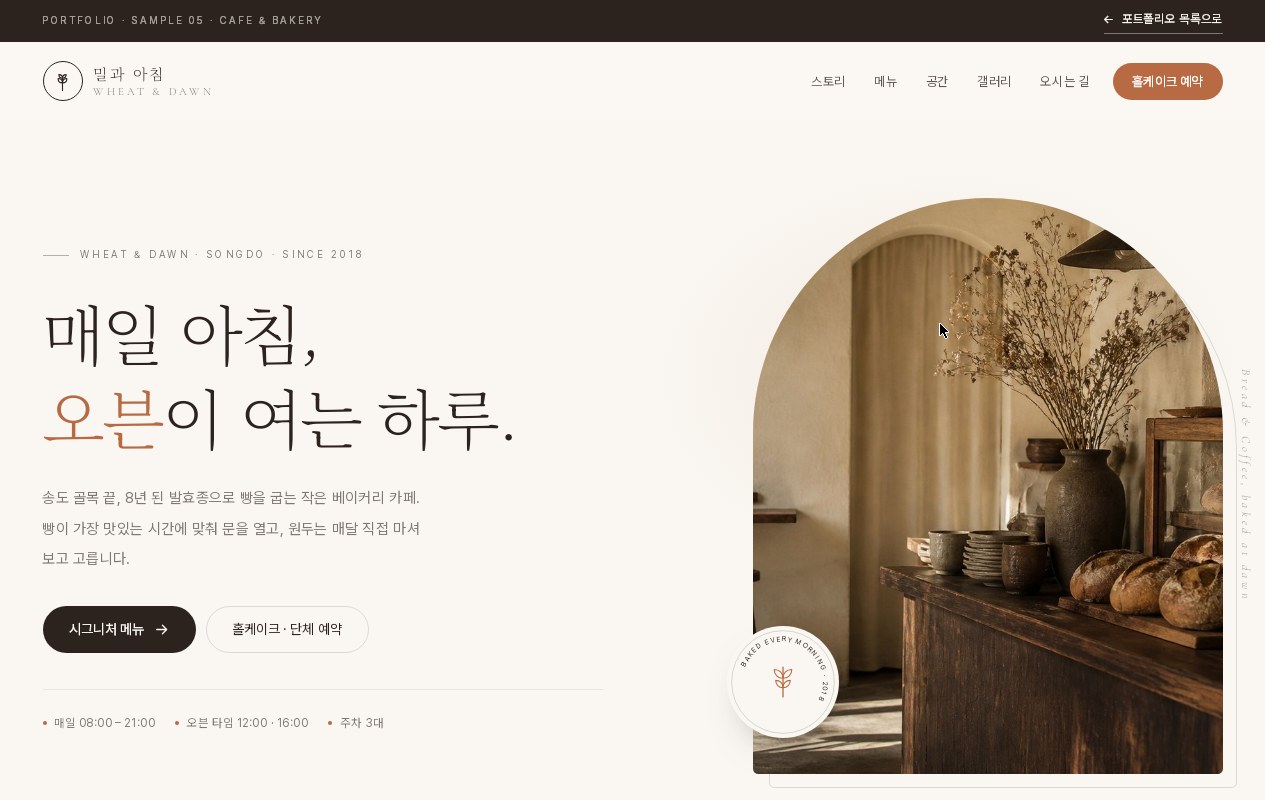 PORTFOLIO · SAMPLE 05 · CAFE & BAKERY
← 포트폴리오 목록으로
밀과 아침
WHEAT & DAWN
스토리
메뉴
공간
갤러리
오시는 길
홀케이크 예약
WHEAT & DAWN · SONGDO · SINCE 2018
매일 아침,
오븐이 여는 하루.
송도 골목 끝, 8년 된 발효종으로 빵을 굽는 작은 베이커리 카페.
빵이 가장 맛있는 시간에 맞춰 문을 열고, 원두는 매달 직접 마셔
보고 고릅니다.
시그니처 메뉴 →
홀케이크 · 단체 예약
매일 08:00 – 21:00
오븐 타임 12:00 · 16:00
주차 3대
BAKED EVERY MORNING · 2018
Bread & Coffee, baked at dawn